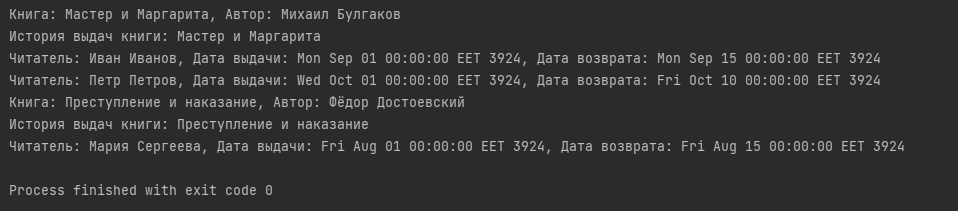 Книга: Мастер и Маргарита, Автор: Михаил Булгаков
История выдач книги: Мастер и Маргарита
Читатель: Иван Иванов, Дата выдачи: Mon Sep 01 00:00:00 EET 3924, Дата возврата: Mon Sep 15 00:00:00 EET 3924
Читатель: Петр Петров, Дата выдачи: Wed Oct 01 00:00:00 EET 3924, Дата возврата: Fri Oct 10 00:00:00 EET 3924
Книга: Преступление и наказание, Автор: Фёдор Достоевский
История выдач книги: Преступление и наказание
Читатель: Мария Сергеева, Дата выдачи: Fri Aug 01 00:00:00 EET 3924, Дата возврата: Fri Aug 15 00:00:00 EET 3924
Process finished with exit code 0